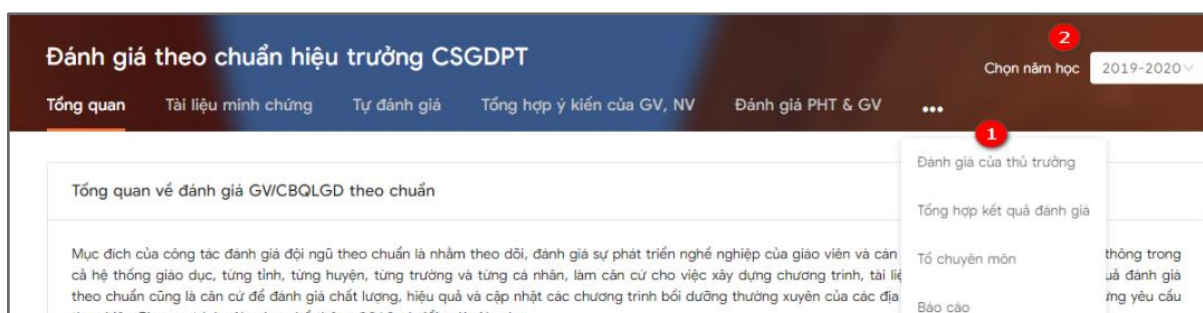 Đánh giá theo chuẩn hiệu trưởng CSGDPT
2
Chọn năm học 2019-2020
Tổng quan Tài liệu minh chứng Tự đánh giá Tổng hợp ý kiến của GV, NV Đánh giá PHT & GV •••
1
Đánh giá của thủ trưởng
Tổng quan về đánh giá GV/CBQLGD theo chuẩn
Tổng hợp kết quả đánh giá
Mục đích của công tác đánh giá đội ngũ theo chuẩn là nhằm theo dõi, đánh giá sự phát triển nghề nghiệp của giáo viên và cán Tổ chuyên môn thông trong
cả hệ thống giáo dục, từng tỉnh, từng huyện, từng trường và từng cá nhân, làm căn cứ cho việc xây dựng chương trình, tài liệ uả đánh giá
theo chuẩn cũng là căn cứ để đánh giá chất lượng, hiệu quả và cập nhật các chương trình bồi dưỡng thường xuyên của các địa Báo cáo ứng yêu cầu